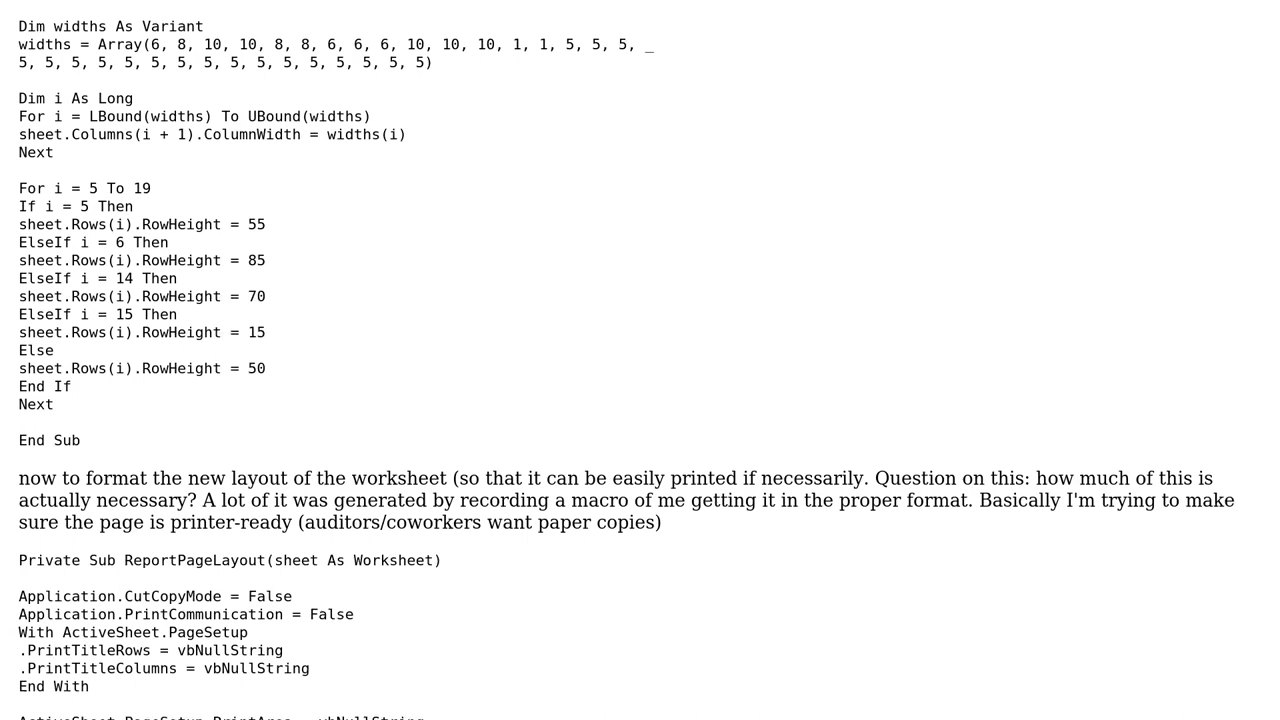 Dim widths As Variant
widths = Array(6, 8, 10, 10, 8, 8, 6, 6, 6, 10, 10, 10, 1, 1, 5, 5, 5, _
5, 5, 5, 5, 5, 5, 5, 5, 5, 5, 5, 5, 5, 5, 5, 5)
Dim i As Long
For i = LBound(widths) To UBound(widths)
sheet.Columns(i + 1).ColumnWidth = widths(i)
Next
For i = 5 To 19
If i = 5 Then
sheet.Rows(i).RowHeight = 55
ElseIf i = 6 Then
sheet.Rows(i).RowHeight = 85
ElseIf i = 14 Then
sheet.Rows(i).RowHeight = 70
ElseIf i = 15 Then
sheet.Rows(i).RowHeight = 15
Else
sheet.Rows(i).RowHeight = 50
End If
Next
End Sub
now to format the new layout of the worksheet (so that it can be easily printed if necessarily. Question on this: how much of this is
actually necessary? A lot of it was generated by recording a macro of me getting it in the proper format. Basically I'm trying to make
sure the page is printer-ready (auditors/coworkers want paper copies)
Private Sub ReportPageLayout(sheet As Worksheet)
Application.CutCopyMode = False
Application.PrintCommunication = False
With ActiveSheet.PageSetup
.PrintTitleRows = vbNullString
.PrintTitleColumns = vbNullString
End With
ActiveSheet.PageSetup.PrintArea = vbNullString